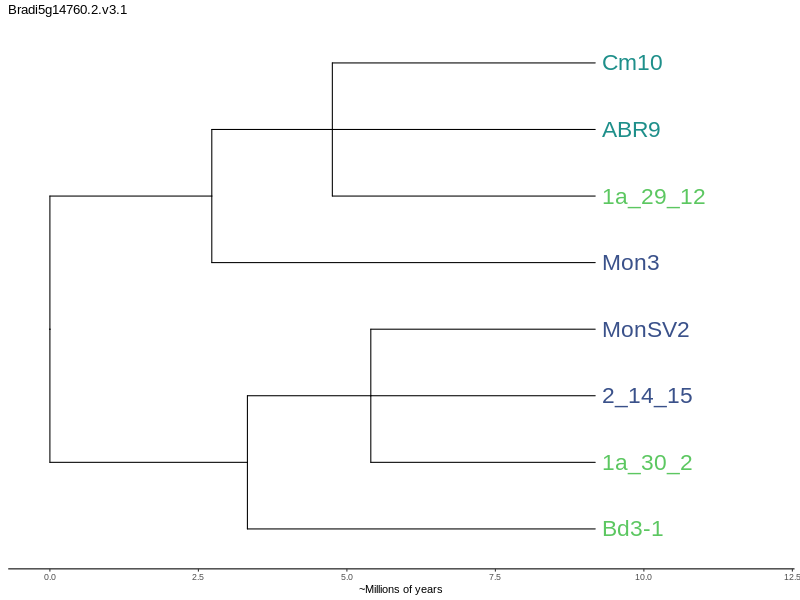 Bradi5g14760.2.v3.1
Cm10
ABR9
1a_29_12
Mon3
MonSV2
2_14_15
1a_30_2
Bd3-1
0.0 2.5 5.0 7.5 10.0 12.5
~Millions of years